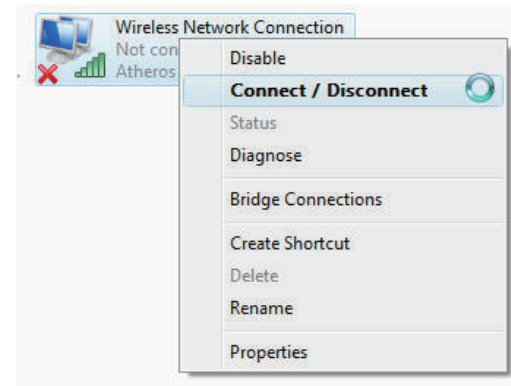 Wireless Network Connection
Not con
Atheros
Disable
Connect / Disconnect
Status
Diagnose
Bridge Connections
Create Shortcut
Delete
Rename
Properties